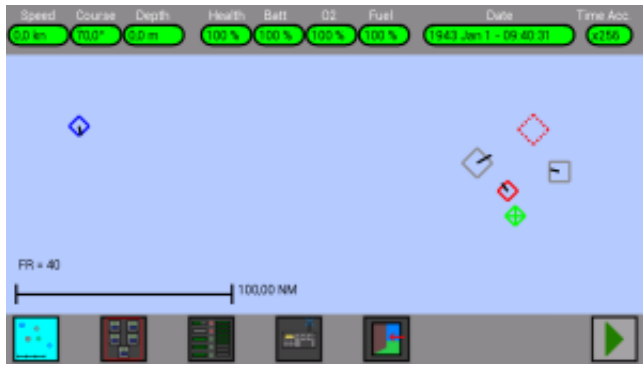 Speed Course Depth Health Batt O2 Fuel Date Time Acc.
0,0 kn 70,0° 0,0 m 100 % 100 % 100 % 100 % 1943 Jan 1 - 09:40:31 x256
FR = 40
100,00 NM